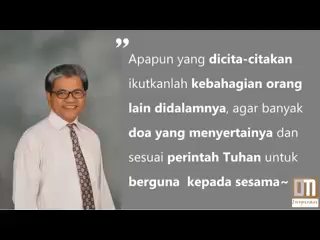 ”
Apapun yang dicita-citakan
ikutkanlah kebahagian orang
lain didalamnya, agar banyak
doa yang menyertainya dan
sesuai perintah Tuhan untuk
berguna kepada sesama~